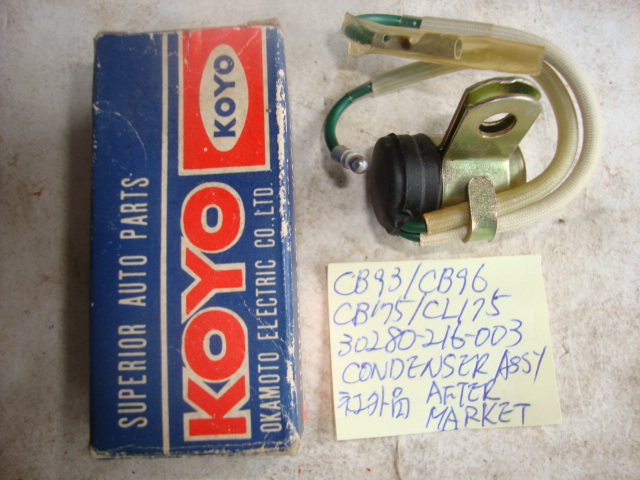 KOYO
SUPERIOR AUTO PARTS
KOYO
OKAMOTO ELECTRIC CO.,LTD.
CB93/CB96
CB175/CL175
30280-216-003
CONDENSER ASSY
AFTER
MARKET